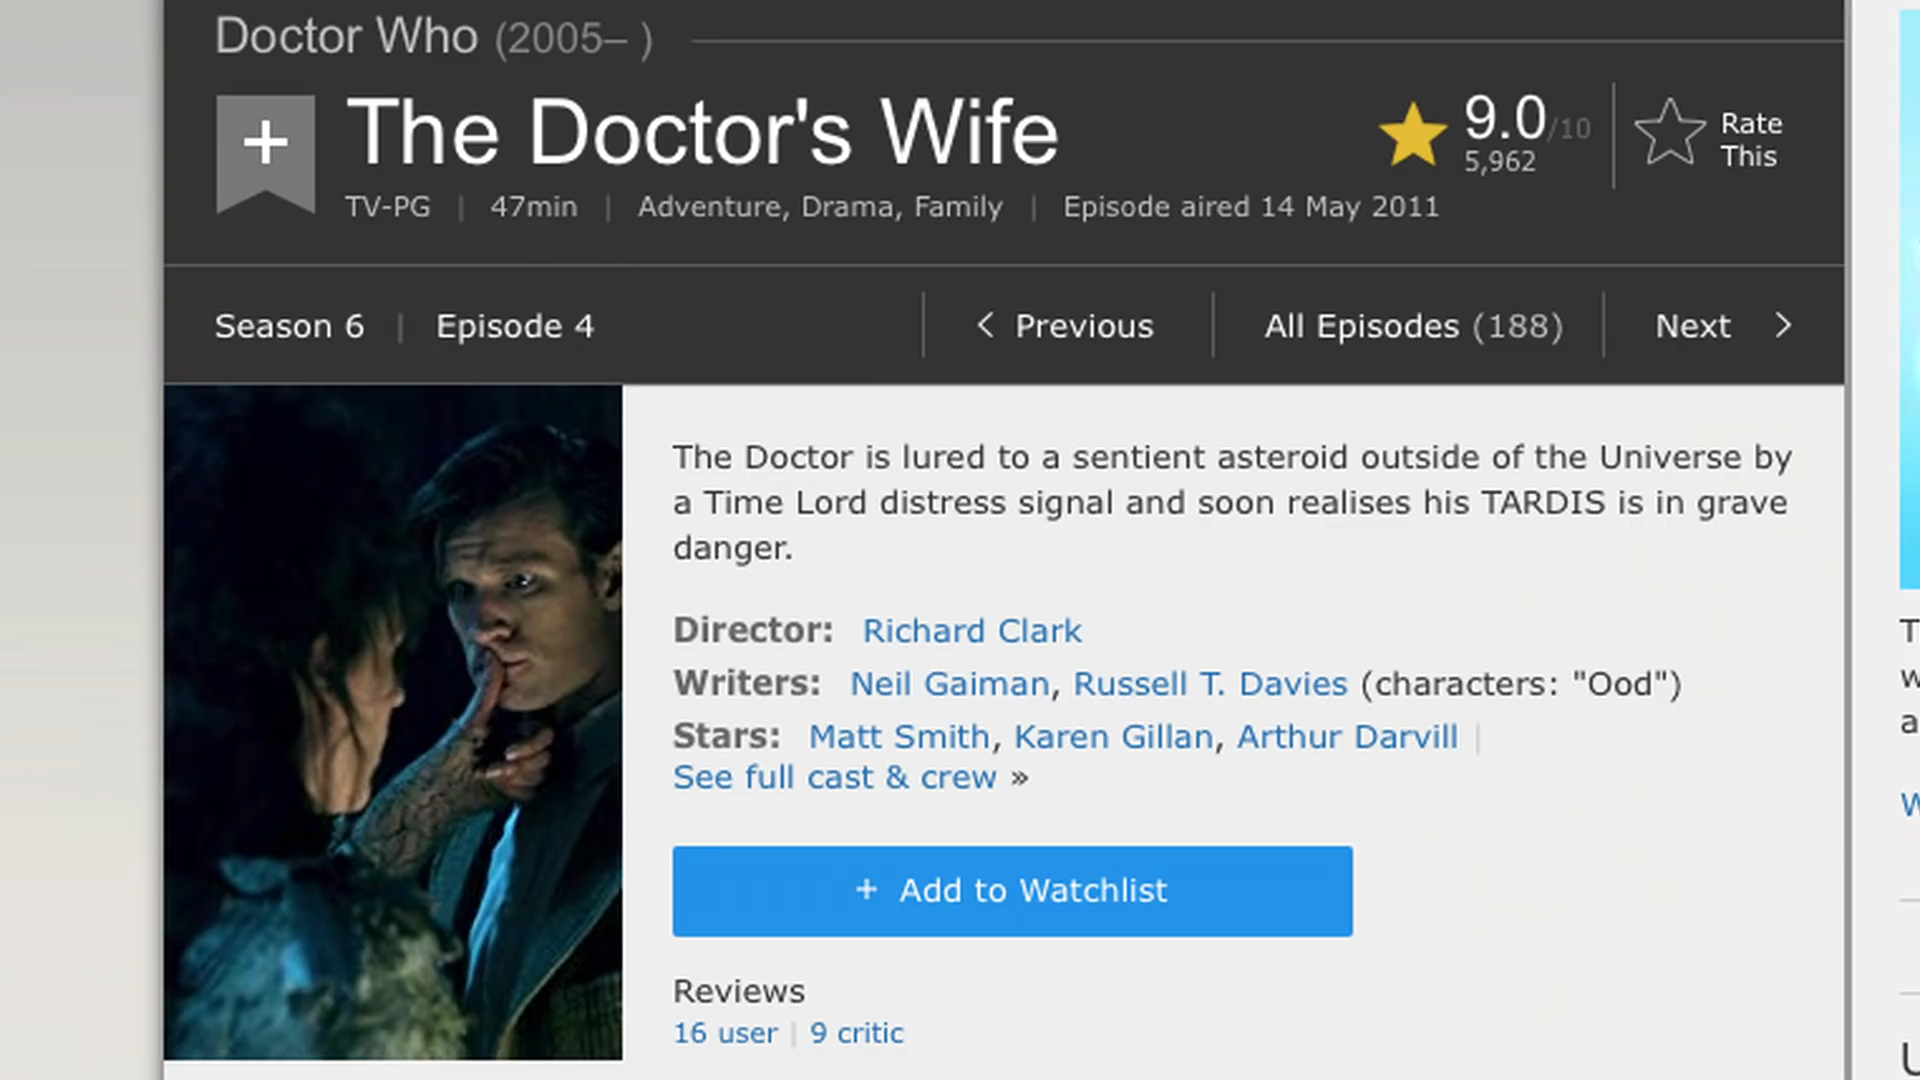 Doctor Who (2005– )
The Doctor's Wife
9.0/10
5,962
Rate
This
TV-PG | 47min | Adventure, Drama, Family | Episode aired 14 May 2011
Season 6 | Episode 4
Previous
All Episodes (188)
Next
The Doctor is lured to a sentient asteroid outside of the Universe by
a Time Lord distress signal and soon realises his TARDIS is in grave
danger.
Director: Richard Clark
Writers: Neil Gaiman, Russell T. Davies (characters: "Ood")
Stars: Matt Smith, Karen Gillan, Arthur Darvill |
See full cast & crew »
+ Add to Watchlist
Reviews
16 user | 9 critic